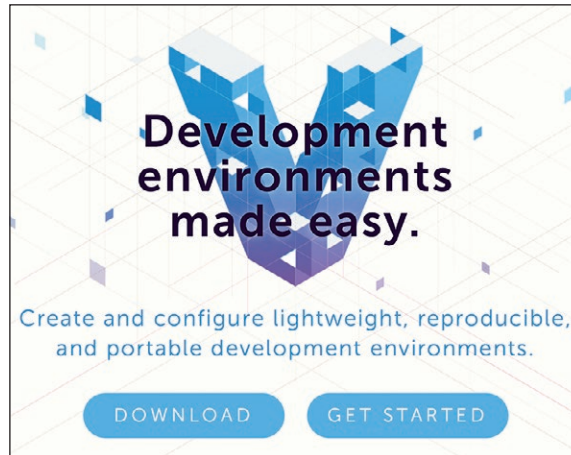 Development
environments
made easy.
Create and configure lightweight, reproducible,
and portable development environments.
DOWNLOAD GET STARTED